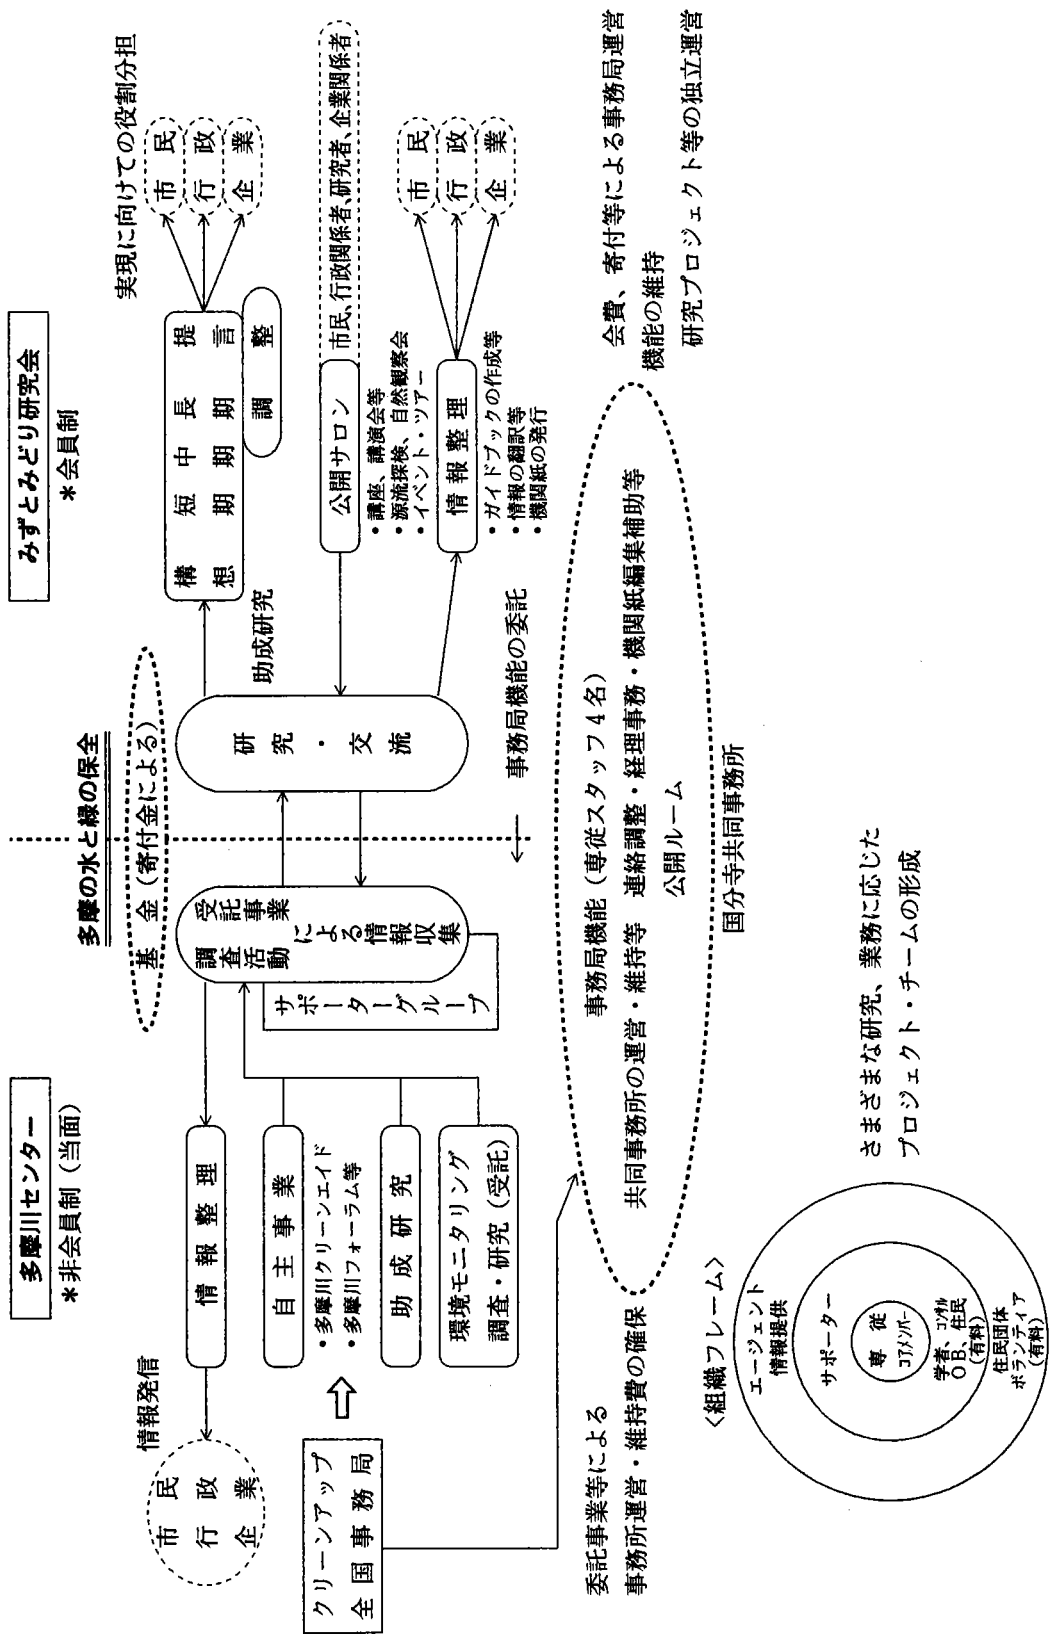 多摩の水と緑の保全
基　金（寄付金による）
多摩川センター
＊非会員制（当面）
情報発信
市　民
行　政
企　業
情 報 整 理
自 主 事 業
・多摩川クリーンエイド
・多摩川フォーラム等
助 成 研 究
環境モニタリング
調査・研究（受託）
クリーンアップ
全 国 事 務 局
調査活動
受託事業
による情報収集
サポーターグループ
みずとみどり研究会
＊会員制
研究・交流
助成研究
構　想
短　期
中　期
長　期
提　言
調　整
実現に向けての役割分担
市　民
行　政
企　業
公開サロン
市民、行政関係者、研究者、企業関係者
・講座、講演会等
・源流探検、自然観察会
・イベント・ツアー
情 報 整 理
・ガイドブックの作成等
・情報の翻訳等
・機関紙の発行
市　民
行　政
企　業
事務局機能の委託
委託事業等による
事務所運営・維持費の確保
事務局機能（専従スタッフ４名）
共同事務所の運営・維持等　連絡調整・経理事務・機関紙編集補助等
公開ルーム
国分寺共同事務所
会費、寄付等による事務局運営
機能の維持
研究プロジェクト等の独立運営
〈組織フレーム〉
エージェント
情報提供
サポーター
専　従
コアメンバー
学者、コンサル
ＯＢ、住民
（有料）
住民団体
ボランティア
（有料）
さまざまな研究、業務に応じた
プロジェクト・チームの形成